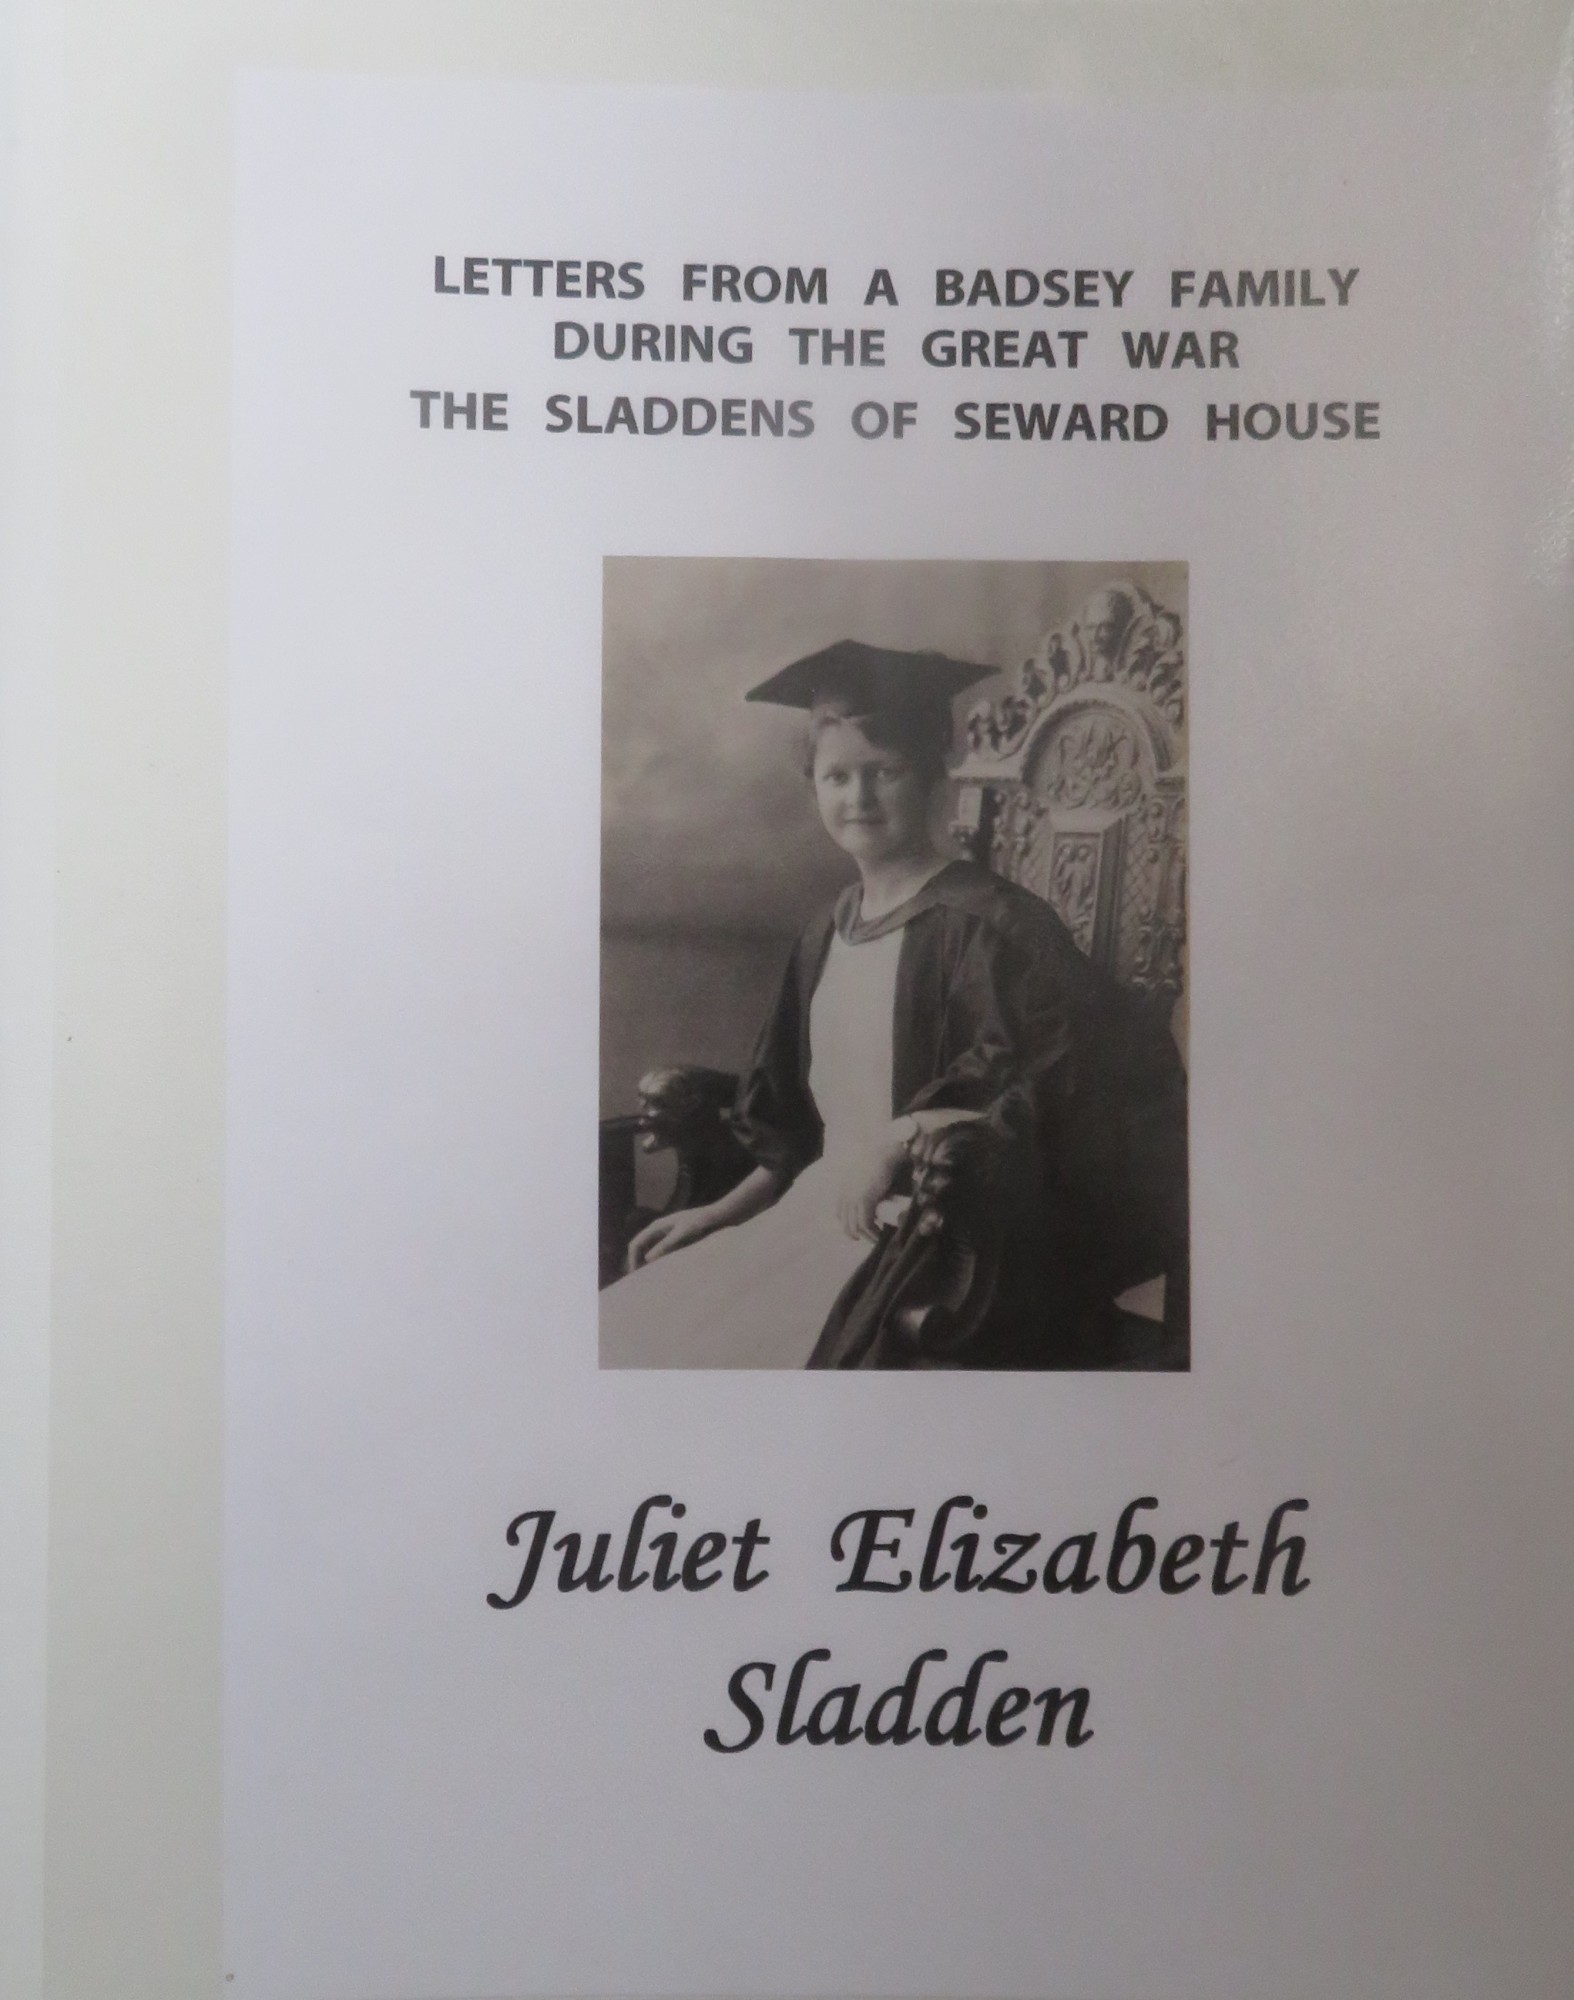 LETTERS FROM A BADSEY FAMILY
DURING THE GREAT WAR
THE SLADDENS OF SEWARD HOUSE
Juliet Elizabeth
Sladden